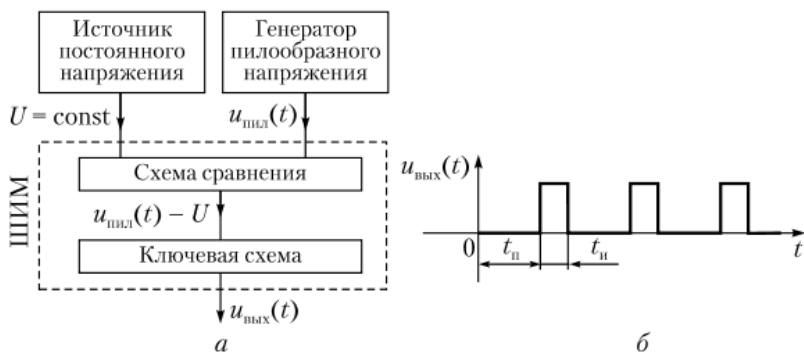 Источник
постоянного
напряжения
Генератор
пилообразного
напряжения
U = const
uпил(t)
ШИМ
Схема сравнения
uпил(t) − U
Ключевая схема
uвых(t)
а
uвых(t)
0
tп
tи
t
б